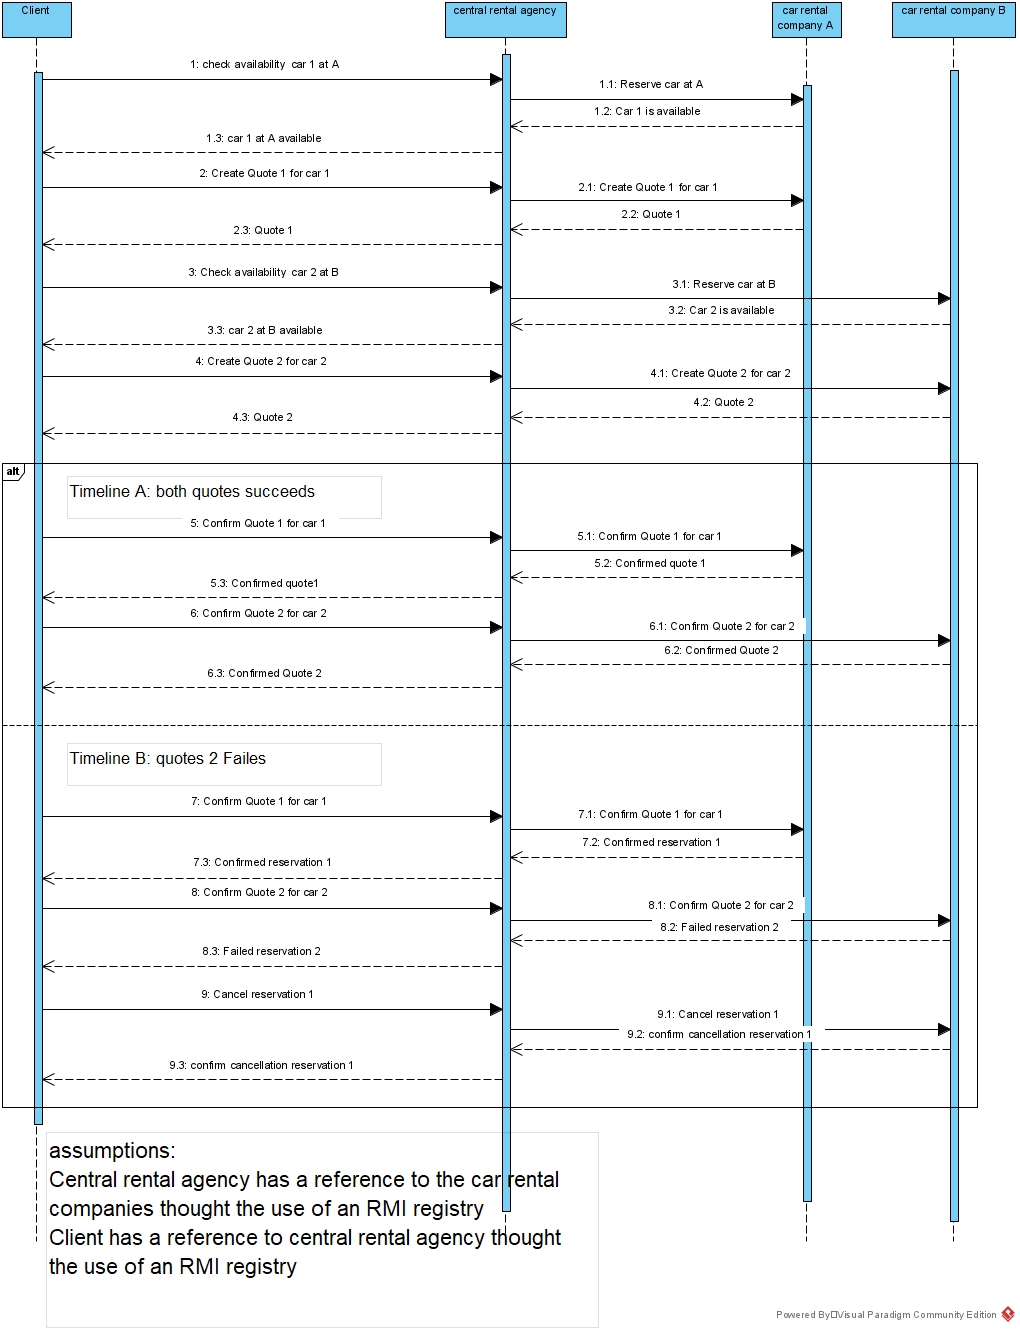 Client
central rental agency
car rental
company A
car rental company B
1: check availability car 1 at A
1.1: Reserve car at A
1.2: Car 1 is available
1.3: car 1 at A available
2: Create Quote 1 for car 1
2.1: Create Quote 1 for car 1
2.2: Quote 1
2.3: Quote 1
3: Check availability car 2 at B
3.1: Reserve car at B
3.2: Car 2 is available
3.3: car 2 at B available
4: Create Quote 2 for car 2
4.1: Create Quote 2 for car 2
4.2: Quote 2
4.3: Quote 2
alt
Timeline A: both quotes succeeds
5: Confirm Quote 1 for car 1
5.1: Confirm Quote 1 for car 1
5.2: Confirmed quote 1
5.3: Confirmed quote1
6: Confirm Quote 2 for car 2
6.1: Confirm Quote 2 for car 2
6.2: Confirmed Quote 2
6.3: Confirmed Quote 2
Timeline B: quotes 2 Failes
7: Confirm Quote 1 for car 1
7.1: Confirm Quote 1 for car 1
7.2: Confirmed reservation 1
7.3: Confirmed reservation 1
8: Confirm Quote 2 for car 2
8.1: Confirm Quote 2 for car 2
8.2: Failed reservation 2
8.3: Failed reservation 2
9: Cancel reservation 1
9.1: Cancel reservation 1
9.2: confirm cancellation reservation 1
9.3: confirm cancellation reservation 1
assumptions:
Central rental agency has a reference to the car rental
companies thought the use of an RMI registry
Client has a reference to central rental agency thought
the use of an RMI registry
Powered By Visual Paradigm Community Edition